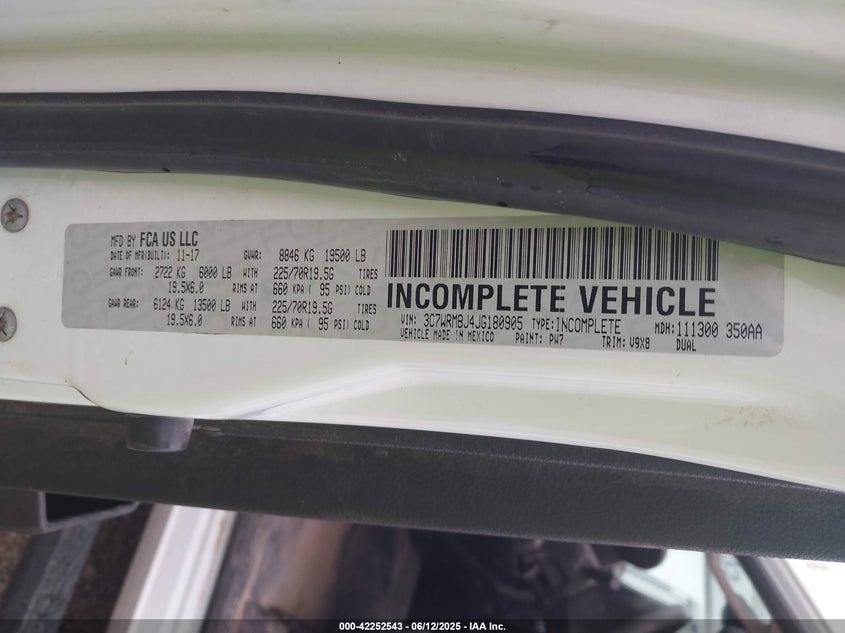 MFD BY FCA US LLC
DATE OF MFR(BUILT): 11-17 GVWR: 8846 KG 19500 LB
GAWR FRONT: 2722 KG 6000 LB WITH 225/70R19.5G TIRES
19.5X6.0 RIMS AT 660 KPA ( 95 PSI) COLD
GAWR REAR: 6124 KG 13500 LB WITH 225/70R19.5G TIRES
19.5X6.0 RIMS AT 660 KPA ( 95 PSI) COLD
INCOMPLETE VEHICLE
VIN: 3C7WRMBJ4JG180905 TYPE: INCOMPLETE MDH: 111300 350AA
VEHICLE MADE IN MEXICO PAINT: PW7 TRIM: V9X8 DUAL
000-42252543 - 06/12/2025 - IAA Inc.